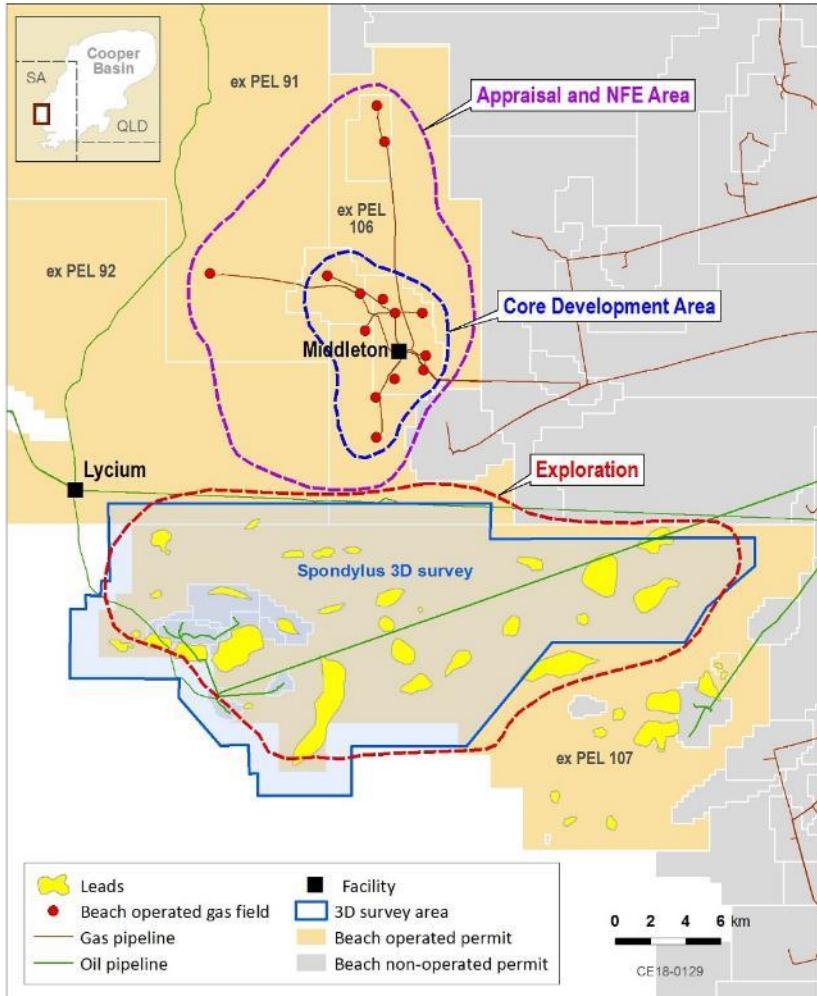 Cooper
Basin
SA
QLD
ex PEL 91
Appraisal and NFE Area
ex PEL
106
ex PEL 92
Core Development Area
Middleton
Lycium
Exploration
Spondylus 3D survey
ex PEL 107
Leads
Facility
Beach operated gas field
3D survey area
Gas pipeline
Beach operated permit
Oil pipeline
Beach non-operated permit
0 2 4 6 km
CE18-0129